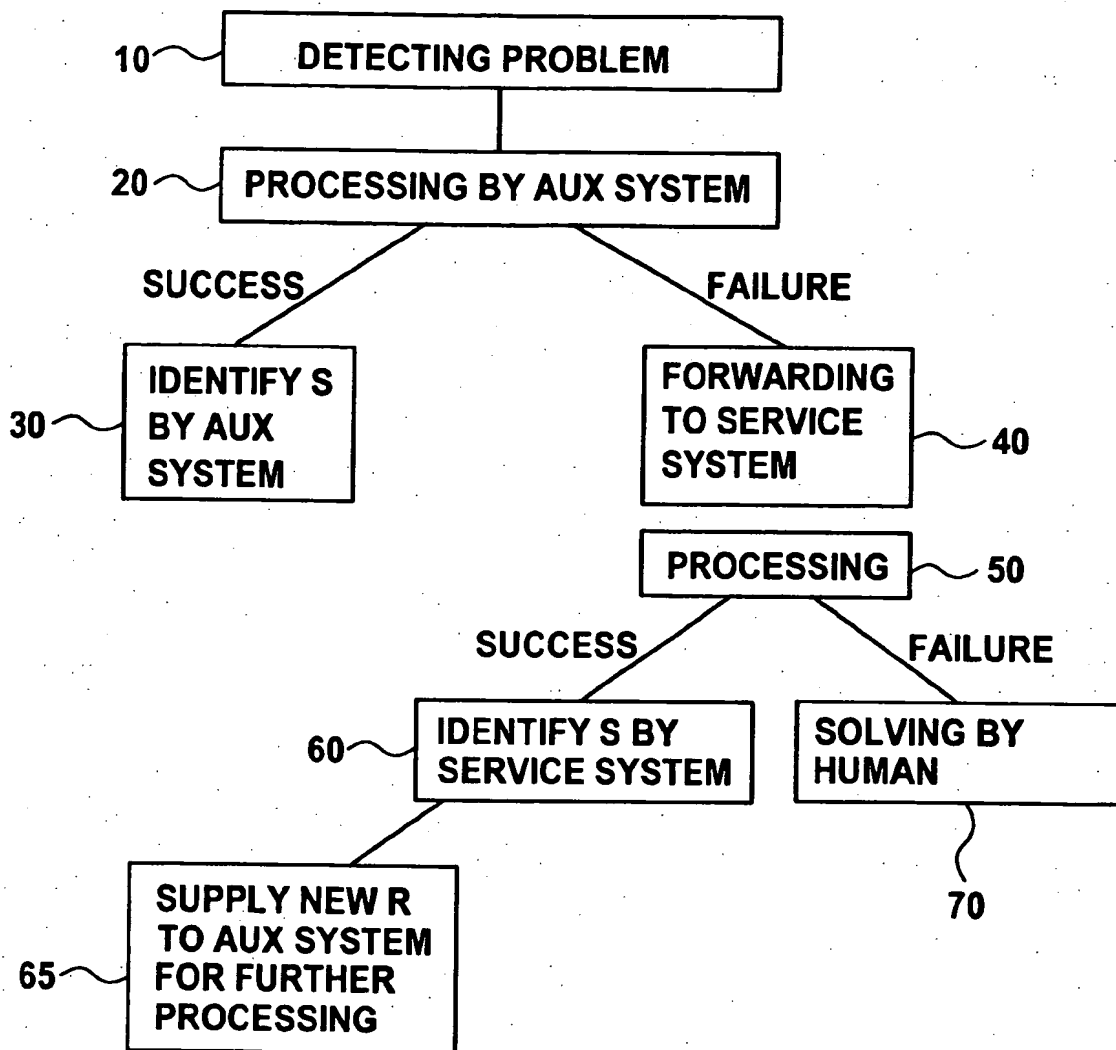 10
DETECTING PROBLEM
20
PROCESSING BY AUX SYSTEM
SUCCESS
FAILURE
30
IDENTIFY S
BY AUX
SYSTEM
FORWARDING
TO SERVICE
SYSTEM
40
PROCESSING
50
SUCCESS
FAILURE
60
IDENTIFY S BY
SERVICE SYSTEM
SOLVING BY
HUMAN
70
65
SUPPLY NEW R
TO AUX SYSTEM
FOR FURTHER
PROCESSING